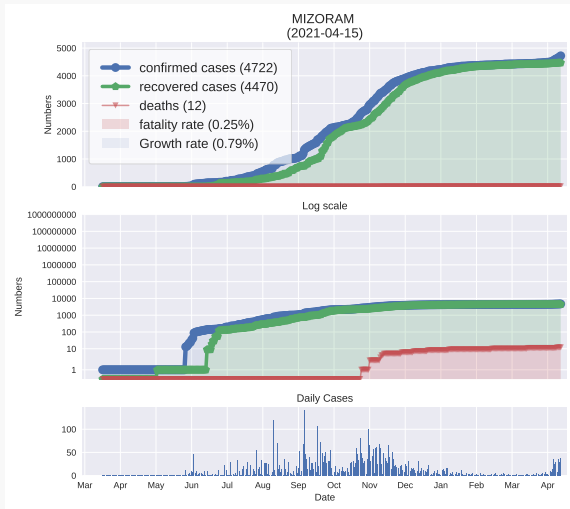 MIZORAM
(2021-04-15)
5000
4000
3000
2000
1000
0
Numbers
confirmed cases (4722)
recovered cases (4470)
deaths (12)
fatality rate (0.25%)
Growth rate (0.79%)
Log scale
1000000000
100000000
10000000
1000000
100000
10000
1000
100
10
1
Numbers
Daily Cases
100
50
0
Mar Apr May Jun Jul Aug Sep Oct Nov Dec Jan Feb Mar Apr
Date